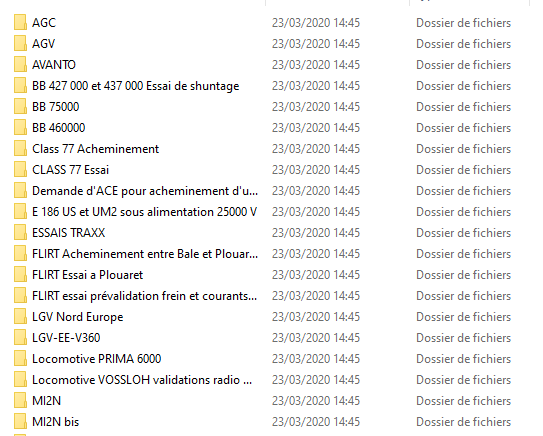 AGC 23/03/2020 14:45 Dossier de fichiers
AGV 23/03/2020 14:45 Dossier de fichiers
AVANTO 23/03/2020 14:45 Dossier de fichiers
BB 427 000 et 437 000 Essai de shuntage 23/03/2020 14:45 Dossier de fichiers
BB 75000 23/03/2020 14:45 Dossier de fichiers
BB 460000 23/03/2020 14:45 Dossier de fichiers
Class 77 Acheminement 23/03/2020 14:45 Dossier de fichiers
CLASS 77 Essai 23/03/2020 14:45 Dossier de fichiers
Demande d'ACE pour acheminement d'u... 23/03/2020 14:45 Dossier de fichiers
E 186 US et UM2 sous alimentation 25000 V 23/03/2020 14:45 Dossier de fichiers
ESSAIS TRAXX 23/03/2020 14:45 Dossier de fichiers
FLIRT Acheminement entre Bale et Plouar... 23/03/2020 14:45 Dossier de fichiers
FLIRT Essai a Plouaret 23/03/2020 14:45 Dossier de fichiers
FLIRT essai prévalidation frein et courants... 23/03/2020 14:45 Dossier de fichiers
LGV Nord Europe 23/03/2020 14:45 Dossier de fichiers
LGV-EE-V360 23/03/2020 14:45 Dossier de fichiers
Locomotive PRIMA 6000 23/03/2020 14:45 Dossier de fichiers
Locomotive VOSSLOH validations radio ... 23/03/2020 14:45 Dossier de fichiers
MI2N 23/03/2020 14:45 Dossier de fichiers
MI2N bis 23/03/2020 14:45 Dossier de fichiers